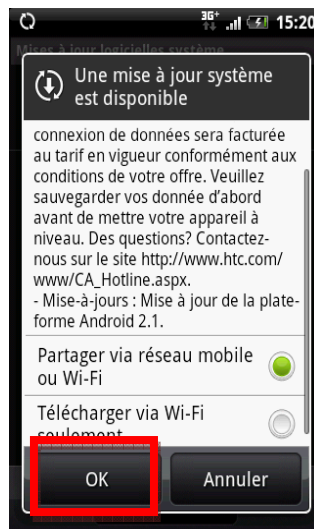 3G+
15:20
Mises à jour logicielles système
Une mise à jour système
est disponible
connexion de données sera facturée
au tarif en vigueur conformément aux
conditions de votre offre. Veuillez
sauvegarder vos donnée d'abord
avant de mettre votre appareil à
niveau. Des questions? Contactez-
nous sur le site http://www.htc.com/
www/CA_Hotline.aspx.
- Mise-à-jours : Mise à jour de la plate-
forme Android 2.1.
Partager via réseau mobile
ou Wi-Fi
Télécharger via Wi-Fi
seulement
OK
Annuler